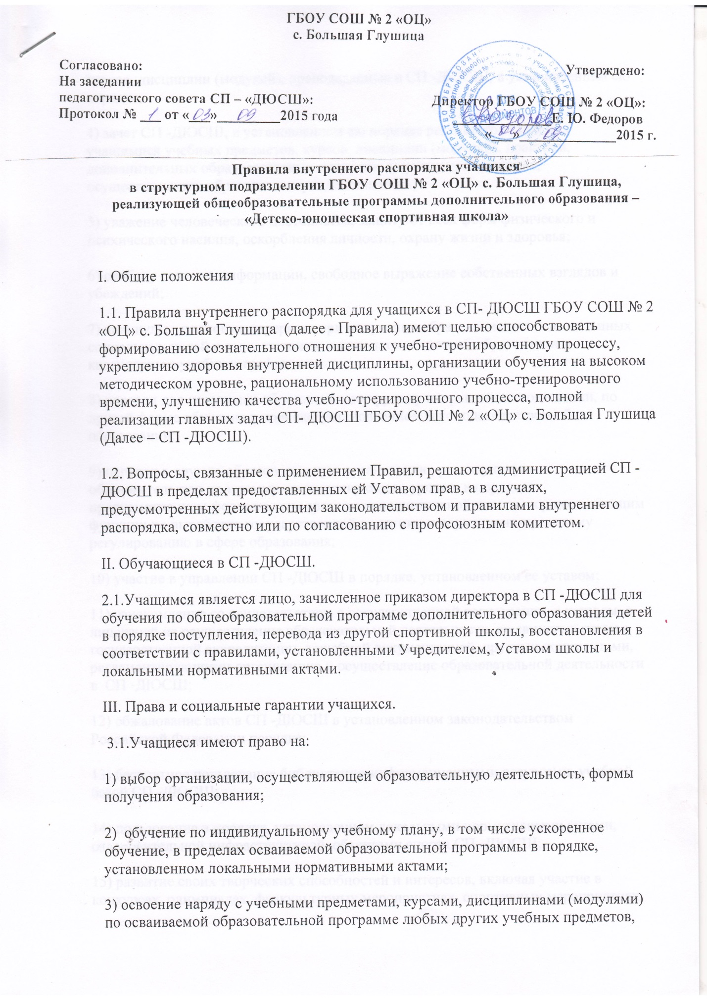 ГБОУ СОШ № 2 «ОЦ»
с. Большая Глушица
Согласовано:
На заседании
педагогического совета СП – «ДЮСШ»:
Протокол № 1 от «03» 09 2015 года
Утверждено:
Директор ГБОУ СОШ № 2 «ОЦ»:
Е. Ю. Федоров
«___»______________2015 г.
Для
документов
Правила внутреннего распорядка учащихся
в структурном подразделении ГБОУ СОШ № 2 «ОЦ» с. Большая Глушица,
реализующей общеобразовательные программы дополнительного образования –
«Детско-юношеская спортивная школа»
I. Общие положения
1.1. Правила внутреннего распорядка для учащихся в СП- ДЮСШ ГБОУ СОШ № 2
«ОЦ» с. Большая Глушица (далее - Правила) имеют целью способствовать
формированию сознательного отношения к учебно-тренировочному процессу,
укреплению здоровья внутренней дисциплины, организации обучения на высоком
методическом уровне, рациональному использованию учебно-тренировочного
времени, улучшению качества учебно-тренировочного процесса, полной
реализации главных задач СП- ДЮСШ ГБОУ СОШ № 2 «ОЦ» с. Большая Глушица
(Далее – СП -ДЮСШ).
1.2. Вопросы, связанные с применением Правил, решаются администрацией СП -
ДЮСШ в пределах предоставленных ей Уставом прав, а в случаях,
предусмотренных действующим законодательством и правилами внутреннего
распорядка, совместно или по согласованию с профсоюзным комитетом.
II. Обучающиеся в СП -ДЮСШ.
2.1.Учащимся является лицо, зачисленное приказом директора в СП -ДЮСШ для
обучения по общеобразовательной программе дополнительного образования детей
в порядке поступления, перевода из другой спортивной школы, восстановления в
соответствии с правилами, установленными Учредителем, Уставом школы и
локальными нормативными актами.
III. Права и социальные гарантии учащихся.
3.1.Учащиеся имеют право на:
1) выбор организации, осуществляющей образовательную деятельность, формы
получения образования;
2) обучение по индивидуальному учебному плану, в том числе ускоренное
обучение, в пределах осваиваемой образовательной программы в порядке,
установленном локальными нормативными актами;
3) освоение наряду с учебными предметами, курсами, дисциплинами (модулями)
по осваиваемой образовательной программе любых других учебных предметов,